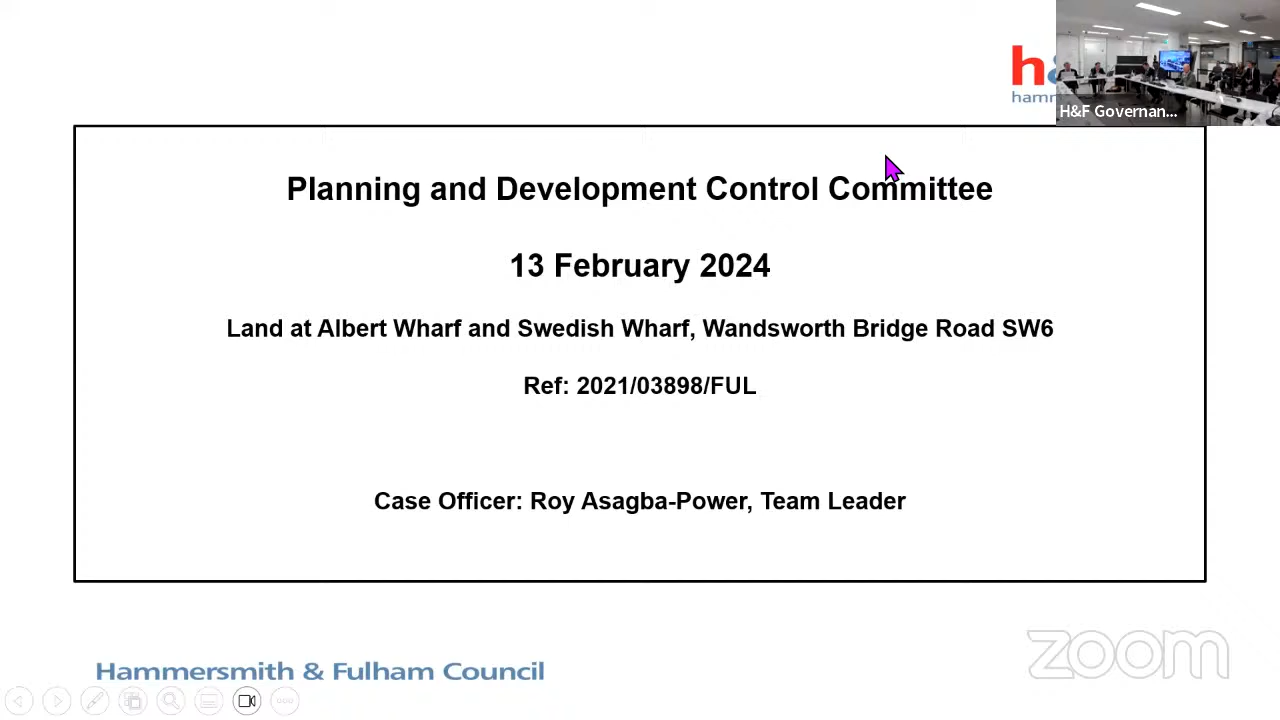 h&
hamm
H&F Governan...
Planning and Development Control Committee
13 February 2024
Land at Albert Wharf and Swedish Wharf, Wandsworth Bridge Road SW6
Ref: 2021/03898/FUL
Case Officer: Roy Asagba-Power, Team Leader
zoom
Hammersmith & Fulham Council